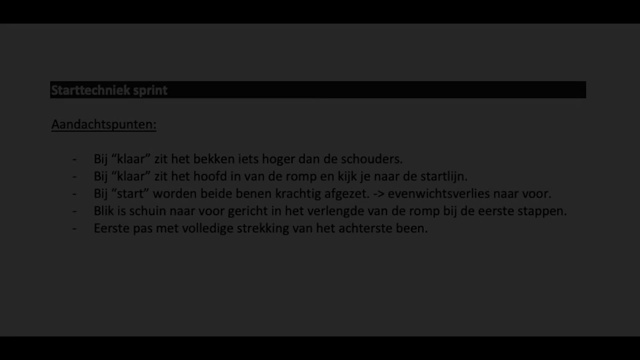 Starttechniek sprint
Aandachtspunten:
- Bij “klaar” zit het bekken iets hoger dan de schouders.
- Bij “klaar” zit het hoofd in van de romp en kijk je naar de startlijn.
- Bij “start” worden beide benen krachtig afgezet. -> evenwichtsverlies naar voor.
- Blik is schuin naar voor gericht in het verlengde van de romp bij de eerste stappen.
- Eerste pas met volledige strekking van het achterste been.